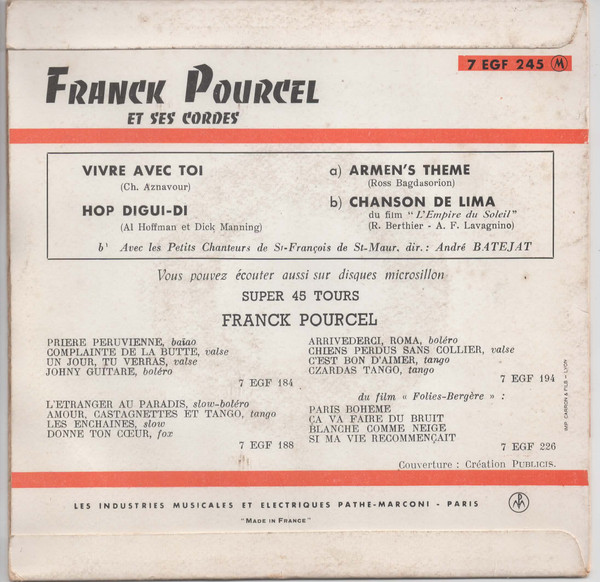 7 EGF 245 M
FRANCK POURCEL
ET SES CORDES
VIVRE AVEC TOI
(Ch. Aznavour)
HOP DIGUI-DI
(Al Hoffman et Dick Manning)
a) ARMEN'S THEME
(Ross Bagdasorion)
b) CHANSON DE LIMA
du film "L'Empire du Soleil"
(R. Berthier - A. F. Lavagnino)
b) Avec les Petits Chanteurs de St-François de St-Maur, dir.: André BATEJAT
Vous pouvez écouter aussi sur disques microsillon
SUPER 45 TOURS
FRANCK POURCEL
PRIERE PERUVIENNE, baïao
COMPLAINTE DE LA BUTTE, valse
UN JOUR, TU VERRAS, valse
JOHNY GUITARE, boléro
7 EGF 184
L'ETRANGER AU PARADIS, slow-boléro
AMOUR, CASTAGNETTES ET TANGO, tango
LES ENCHAINES, slow
DONNE TON CŒUR, fox
7 EGF 188
ARRIVEDERCI, ROMA, boléro
CHIENS PERDUS SANS COLLIER, valse
C'EST BON D'AIMER, tango
CZARDAS TANGO, tango
7 EGF 194
du film « Folies-Bergère » :
PARIS BOHEME
ÇA VA FAIRE DU BRUIT
BLANCHE COMME NEIGE
SI MA VIE RECOMMENÇAIT
7 EGF 226
Couverture : Création PUBLICIS.
IMP. CARRON & FILS - LYON
LES INDUSTRIES MUSICALES ET ELECTRIQUES PATHE-MARCONI - PARIS
"MADE IN FRANCE"